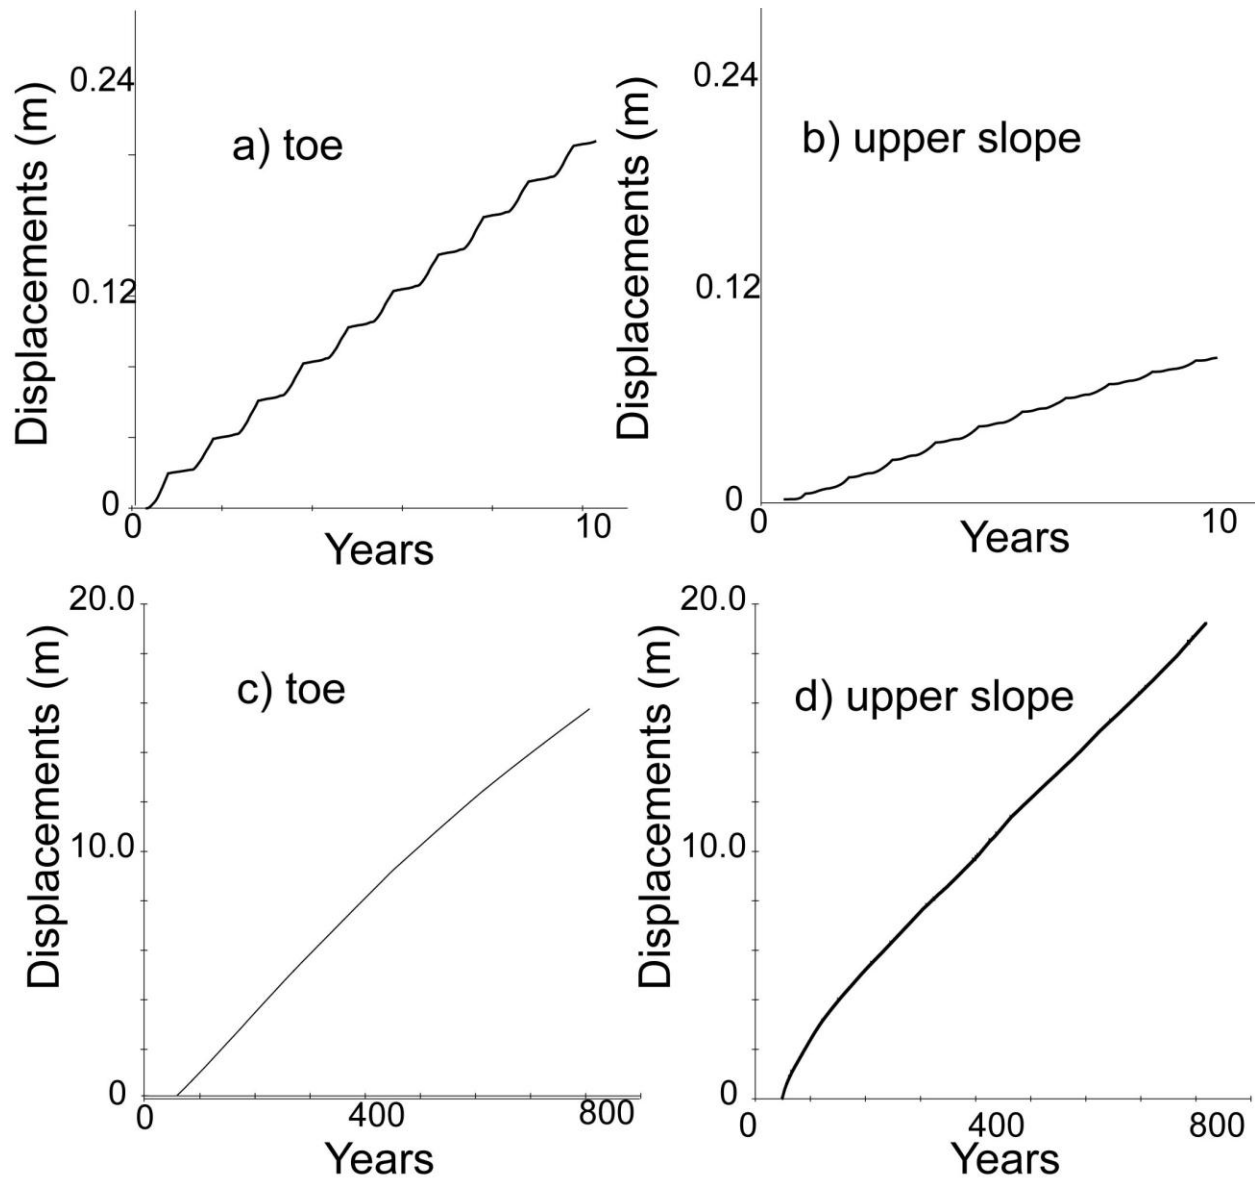 Displacements (m)
0.24
0.12
0
a) toe
0
10
Years
Displacements (m)
0.24
0.12
0
b) upper slope
0
10
Years
Displacements (m)
20.0
10.0
0
c) toe
0
400
800
Years
Displacements (m)
20.0
10.0
0
d) upper slope
0
400
800
Years